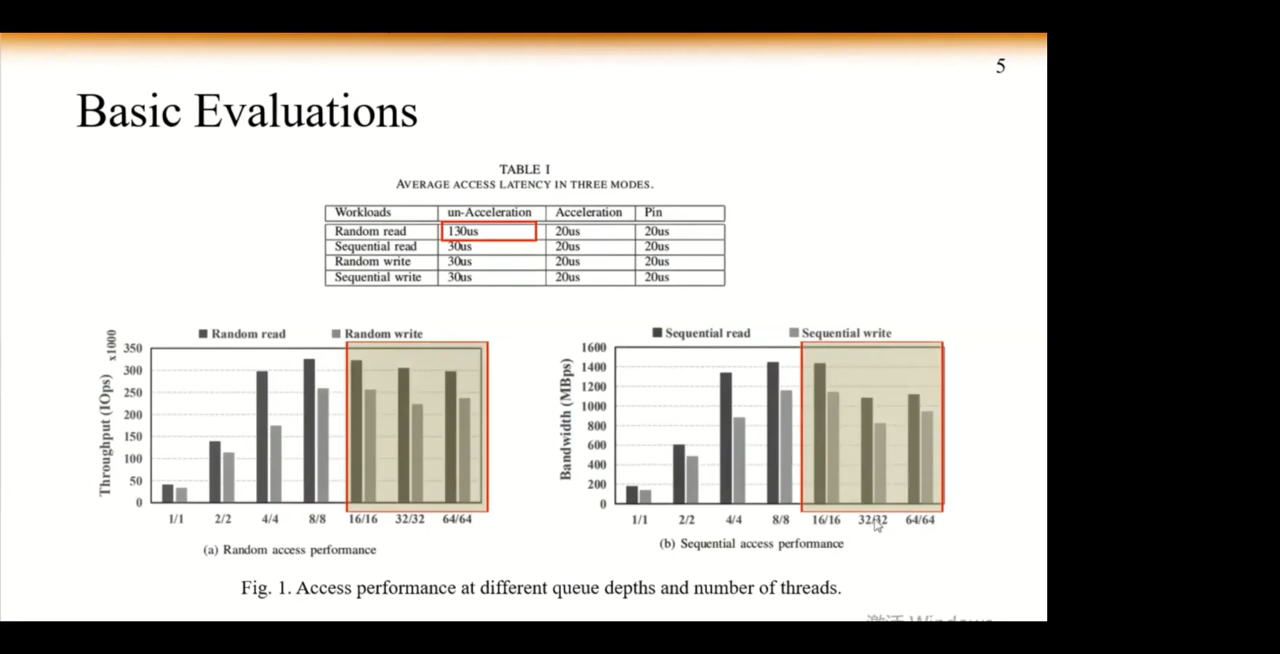 5
Basic Evaluations
TABLE I
AVERAGE ACCESS LATENCY IN THREE MODES.
Workloads un-Acceleration Acceleration Pin
Random read 130us 20us 20us
Sequential read 30us 20us 20us
Random write 30us 20us 20us
Sequential write 30us 20us 20us
Random read Random write
Throughput (IOps) x1000
350
300
250
200
150
100
50
0
1/1 2/2 4/4 8/8 16/16 32/32 64/64
(a) Random access performance
Sequential read Sequential write
Bandwidth (MBps)
1600
1400
1200
1000
800
600
400
200
0
1/1 2/2 4/4 8/8 16/16 32/32 64/64
(b) Sequential access performance
Fig. 1. Access performance at different queue depths and number of threads.
激活 Windows